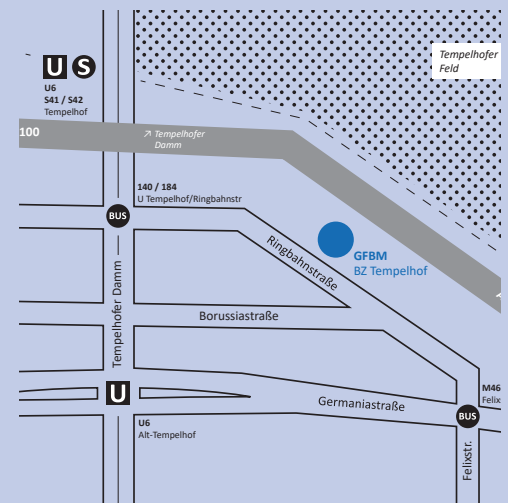 Tempelhofer
Feld
U S
U6
S41 / S42
Tempelhof
100
↗ Tempelhofer
Damm
140 / 184
U Tempelhof/Ringbahnstr
BUS
GFBM
BZ Tempelhof
Ringbahnstraße
Tempelhofer Damm
Borussiastraße
U
U6
Alt-Tempelhof
Germaniastraße
M46
Felix
BUS
Felixstr.